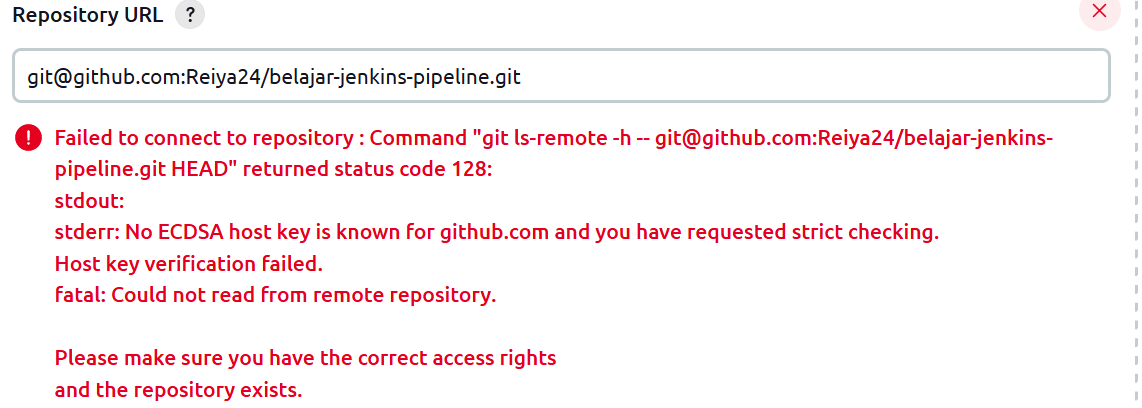 Repository URL ?
git@github.com:Reiya24/belajar-jenkins-pipeline.git
Failed to connect to repository : Command "git ls-remote -h -- git@github.com:Reiya24/belajar-jenkins-
pipeline.git HEAD" returned status code 128:
stdout:
stderr: No ECDSA host key is known for github.com and you have requested strict checking.
Host key verification failed.
fatal: Could not read from remote repository.
Please make sure you have the correct access rights
and the repository exists.